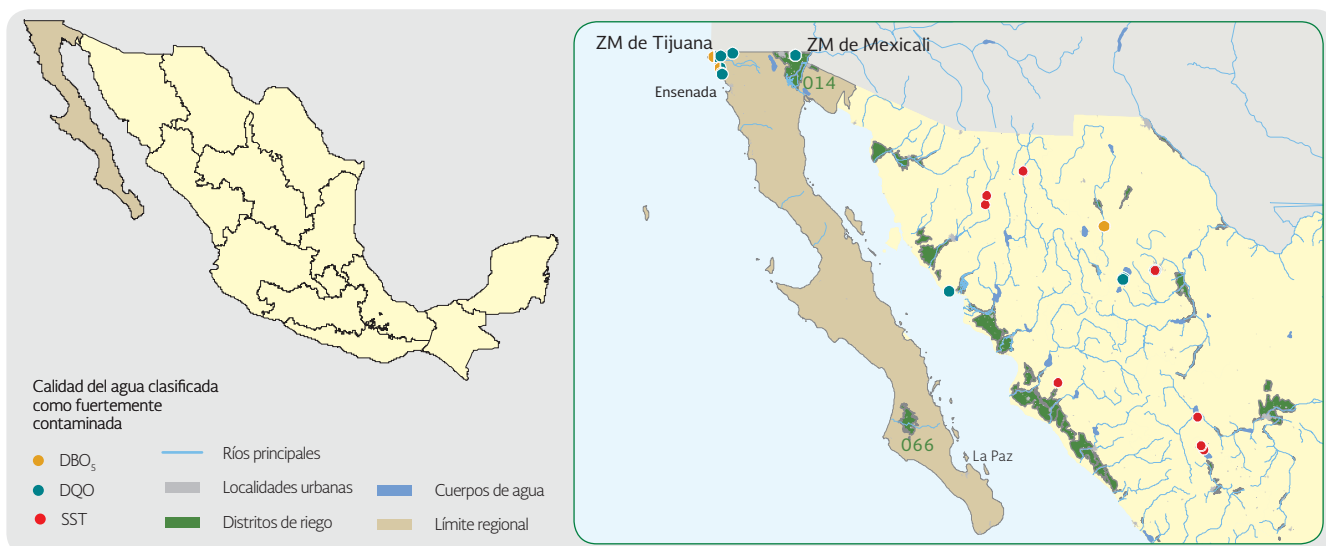 Calidad del agua clasificada
como fuertemente
contaminada
DBO₅
DQO
SST
Ríos principales
Localidades urbanas
Distritos de riego
Cuerpos de agua
Límite regional
ZM de Tijuana
ZM de Mexicali
Ensenada
014
066
La Paz